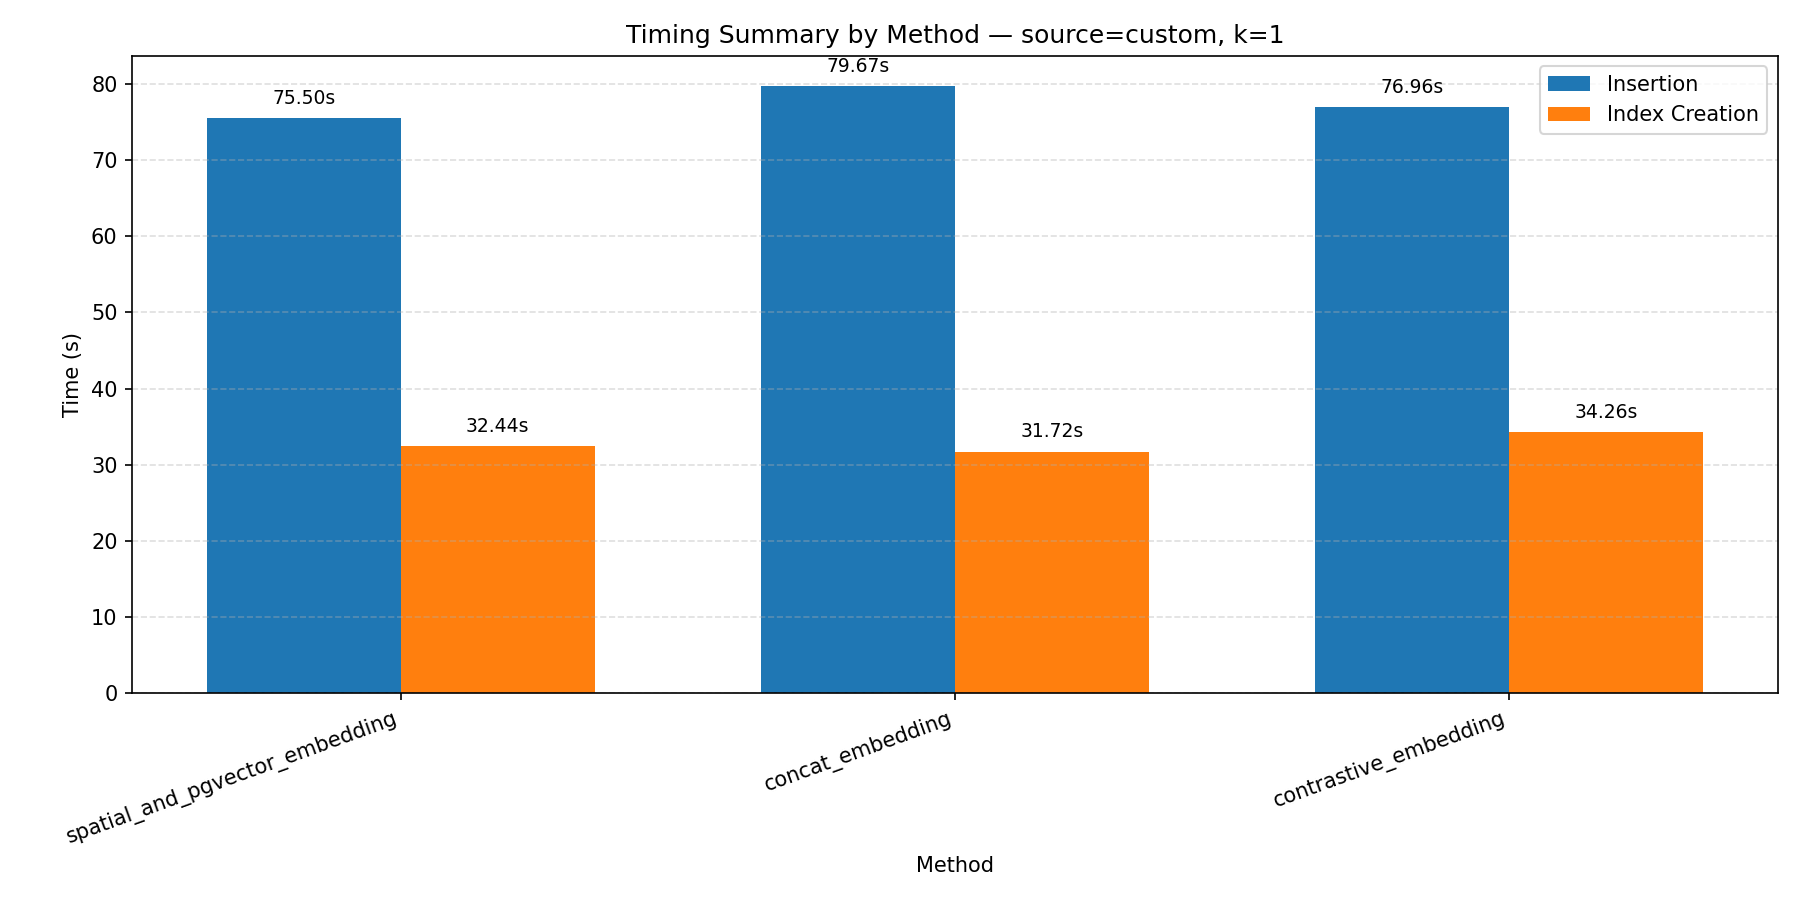 Timing Summary by Method — source=custom, k=1
79.67s
80
75.50s
76.96s
Insertion
Index Creation
70
60
50
Time (s)
40
34.26s
32.44s
31.72s
30
20
10
0
spatial_and_pgvector_embedding
concat_embedding
contrastive_embedding
Method